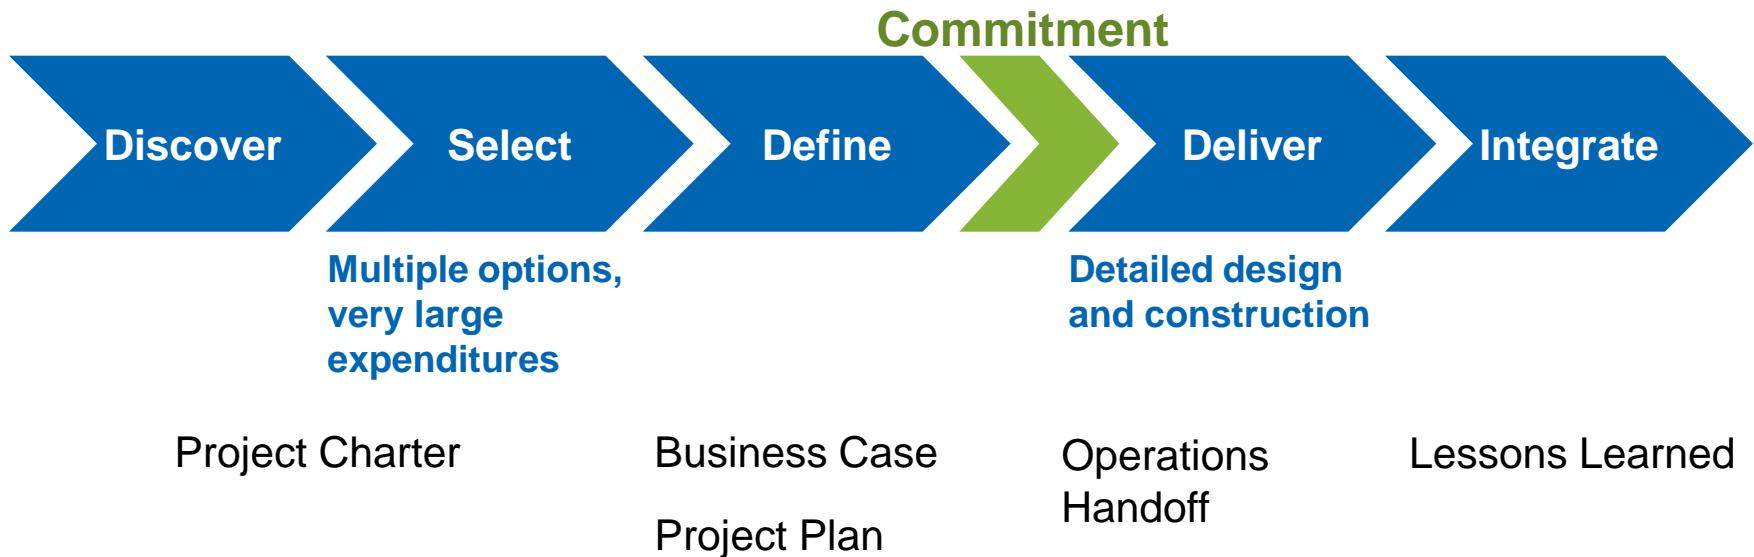 Commitment
Discover
Select
Define
Deliver
Integrate
Multiple options,
very large
expenditures
Detailed design
and construction
Project Charter
Business Case
Project Plan
Operations
Handoff
Lessons Learned